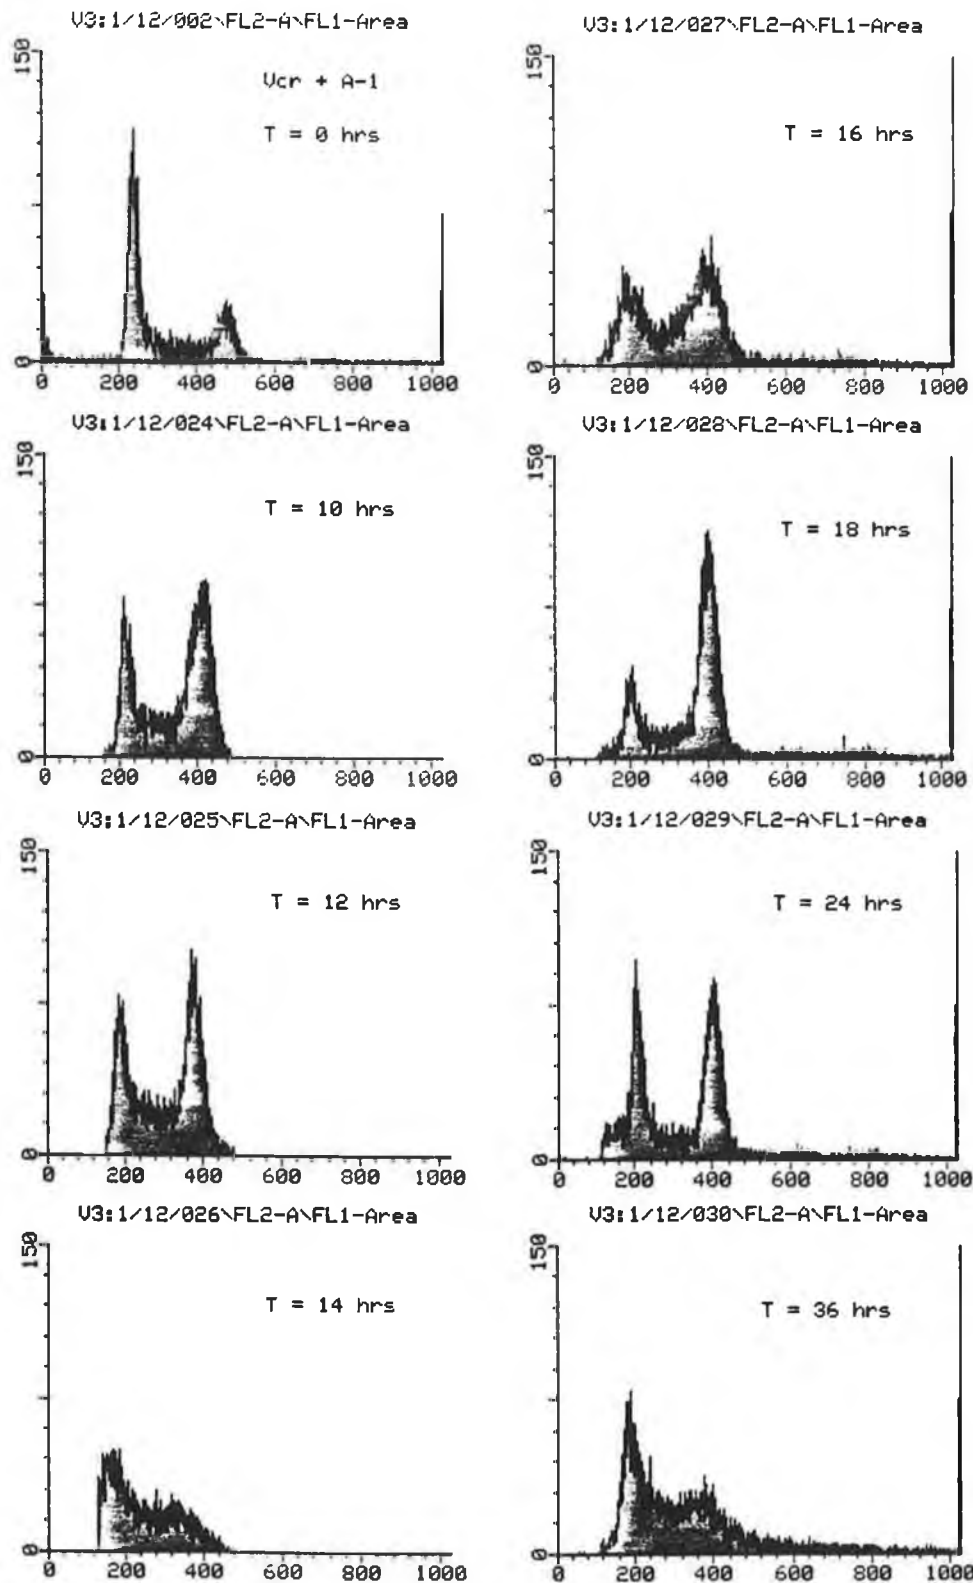 V3:1/12/002\FL2-A\FL1-Area
150
Vcr + A-1
T = 0 hrs
0
0 200 400 600 800 1000
V3:1/12/027\FL2-A\FL1-Area
150
T = 16 hrs
0
0 200 400 600 800 1000
V3:1/12/024\FL2-A\FL1-Area
150
T = 10 hrs
0
0 200 400 600 800 1000
V3:1/12/028\FL2-A\FL1-Area
150
T = 18 hrs
0
0 200 400 600 800 1000
V3:1/12/025\FL2-A\FL1-Area
150
T = 12 hrs
0
0 200 400 600 800 1000
V3:1/12/029\FL2-A\FL1-Area
150
T = 24 hrs
0
0 200 400 600 800 1000
V3:1/12/026\FL2-A\FL1-Area
150
T = 14 hrs
0
0 200 400 600 800 1000
V3:1/12/030\FL2-A\FL1-Area
150
T = 36 hrs
0
0 200 400 600 800 1000